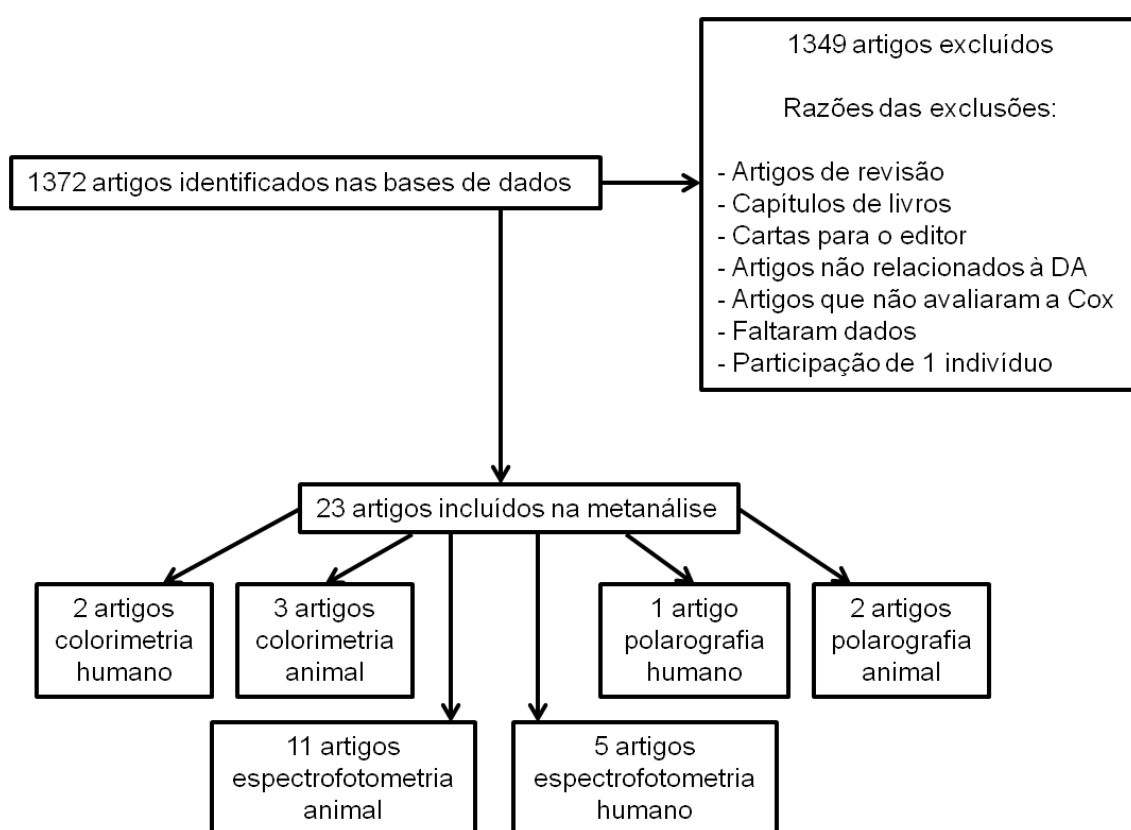 1349 artigos excluídos
Razões das exclusões:
- Artigos de revisão
- Capítulos de livros
- Cartas para o editor
- Artigos não relacionados à DA
- Artigos que não avaliaram a Cox
- Faltaram dados
- Participação de 1 indivíduo
1372 artigos identificados nas bases de dados
23 artigos incluídos na metanálise
2 artigos
colorimetria
humano
3 artigos
colorimetria
animal
1 artigo
polarografia
humano
2 artigos
polarografia
animal
11 artigos
espectrofotometria
animal
5 artigos
espectrofotometria
humano